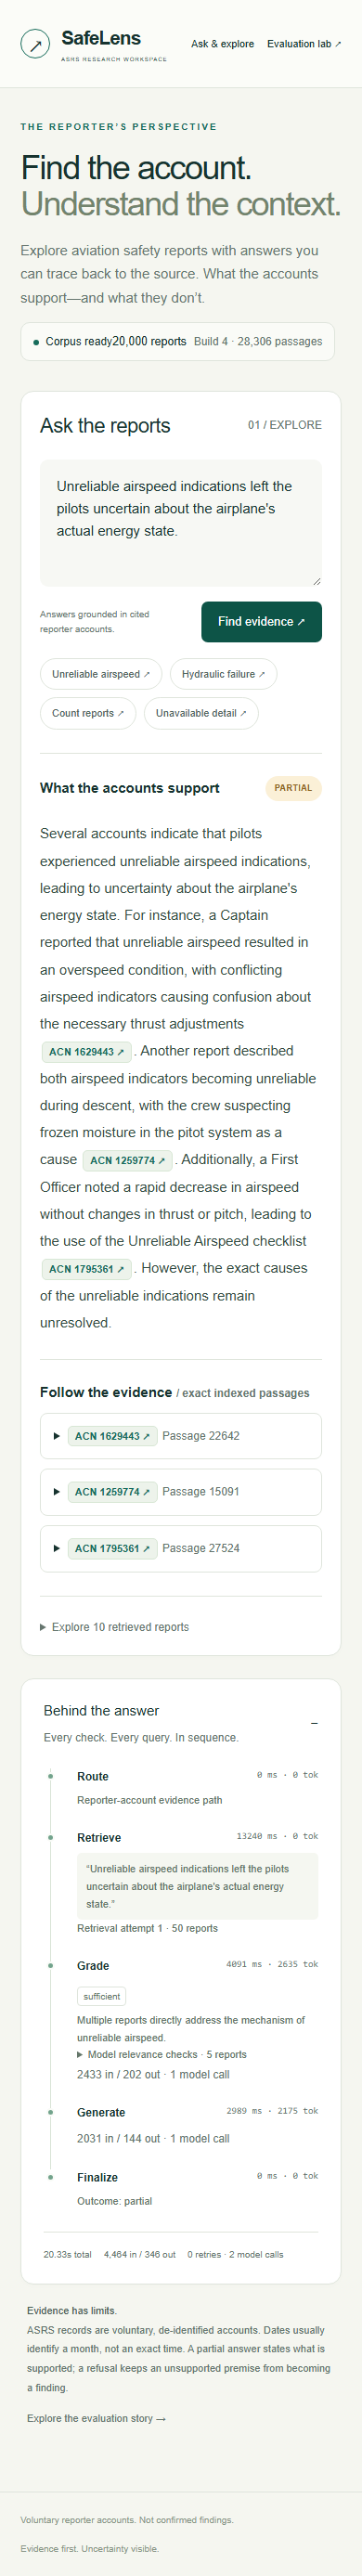 SafeLens
ASRS RESEARCH WORKSPACE
Ask & explore
Evaluation lab ↗
THE REPORTER'S PERSPECTIVE
Find the account.
Understand the context.
Explore aviation safety reports with answers you
can trace back to the source. What the accounts
support—and what they don't.
Corpus ready20,000 reports Build 4 · 28,306 passages
Ask the reports
01 / EXPLORE
Unreliable airspeed indications left the
pilots uncertain about the airplane's
actual energy state.
Answers grounded in cited
reporter accounts.
Find evidence ↗
Unreliable airspeed ↗
Hydraulic failure ↗
Count reports ↗
Unavailable detail ↗
What the accounts support
PARTIAL
Several accounts indicate that pilots
experienced unreliable airspeed indications,
leading to uncertainty about the airplane's
energy state. For instance, a Captain
reported that unreliable airspeed resulted in
an overspeed condition, with conflicting
airspeed indicators causing confusion about
the necessary thrust adjustments
ACN 1629443 ↗ . Another report described
both airspeed indicators becoming unreliable
during descent, with the crew suspecting
frozen moisture in the pitot system as a
cause ACN 1259774 ↗ . Additionally, a First
Officer noted a rapid decrease in airspeed
without changes in thrust or pitch, leading to
the use of the Unreliable Airspeed checklist
ACN 1795361 ↗ . However, the exact causes
of the unreliable indications remain
unresolved.
Follow the evidence / exact indexed passages
▶ ACN 1629443 ↗ Passage 22642
▶ ACN 1259774 ↗ Passage 15091
▶ ACN 1795361 ↗ Passage 27524
▶ Explore 10 retrieved reports
Behind the answer
Every check. Every query. In sequence.
–
Route
0 ms · 0 tok
Reporter-account evidence path
Retrieve
13240 ms · 0 tok
“Unreliable airspeed indications left the pilots
uncertain about the airplane's actual energy
state.”
Retrieval attempt 1 · 50 reports
Grade
4091 ms · 2635 tok
sufficient
Multiple reports directly address the mechanism of
unreliable airspeed.
▶ Model relevance checks · 5 reports
2433 in / 202 out · 1 model call
Generate
2989 ms · 2175 tok
2031 in / 144 out · 1 model call
Finalize
0 ms · 0 tok
Outcome: partial
20.33s total 4,464 in / 346 out 0 retries · 2 model calls
Evidence has limits.
ASRS records are voluntary, de-identified accounts. Dates usually
identify a month, not an exact time. A partial answer states what is
supported; a refusal keeps an unsupported premise from becoming
a finding.
Explore the evaluation story →
Voluntary reporter accounts. Not confirmed findings.
Evidence first. Uncertainty visible.